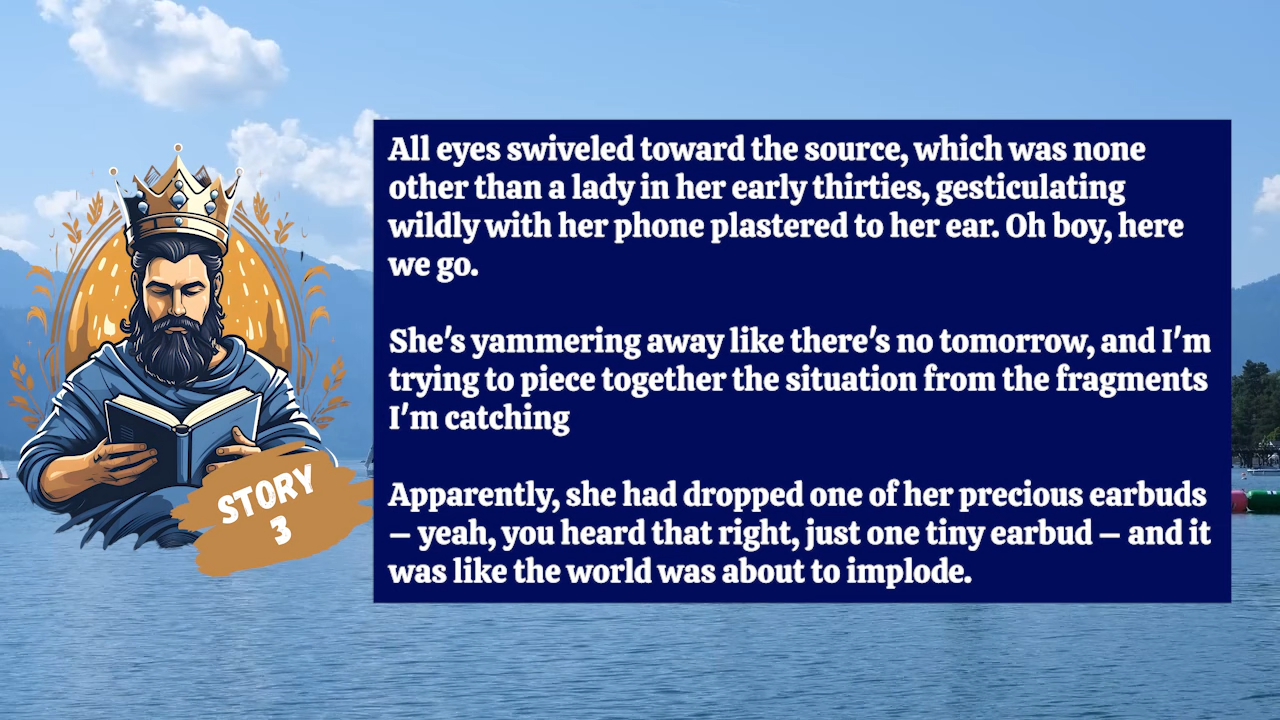 All eyes swiveled toward the source, which was none
other than a lady in her early thirties, gesticulating
wildly with her phone plastered to her ear. Oh boy, here
we go.
She's yammering away like there's no tomorrow, and I'm
trying to piece together the situation from the fragments
I'm catching
Apparently, she had dropped one of her precious earbuds
— yeah, you heard that right, just one tiny earbud — and it
was like the world was about to implode.
STORY
3